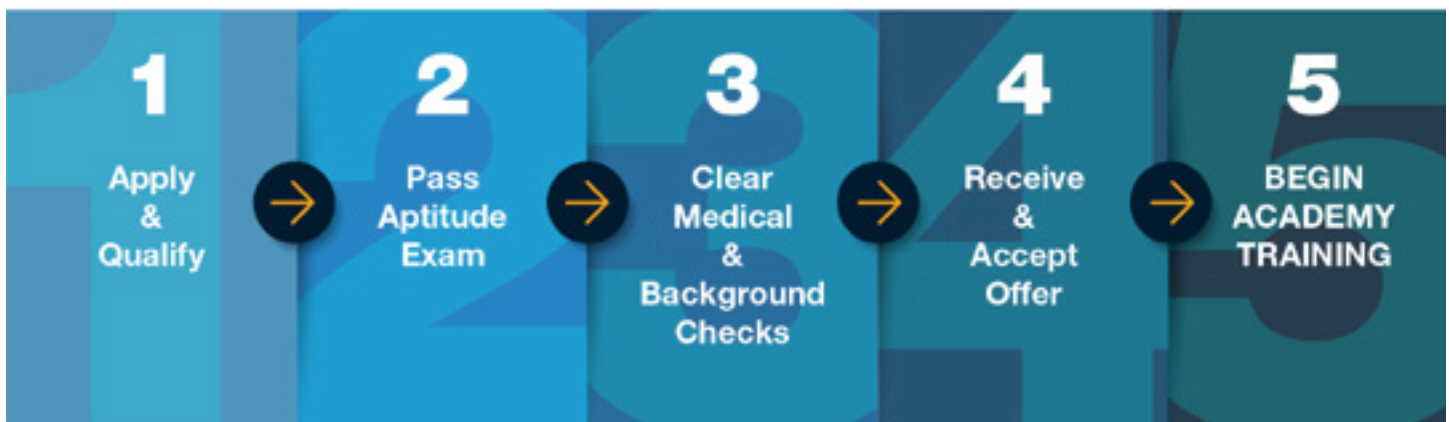 1
Apply
&
Qualify
2
Pass
Aptitude
Exam
3
Clear
Medical
&
Background
Checks
4
Receive
&
Accept
Offer
5
BEGIN
ACADEMY
TRAINING